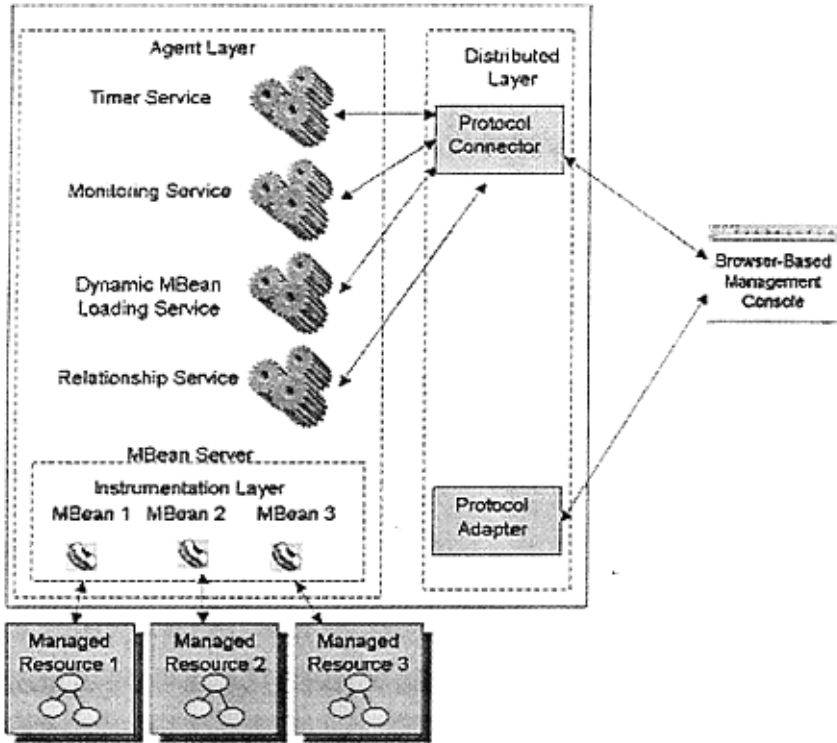 Agent Layer
Timer Service
Monitoring Service
Dynamic MBean
Loading Service
Relationship Service
MBean Server
Instrumentation Layer
MBean 1 MBean 2 MBean 3
Distributed
Layer
Protocol
Connector
Protocol
Adapter
Browser-Based
Management
Console
Managed
Resource 1
Managed
Resource 2
Managed
Resource 3